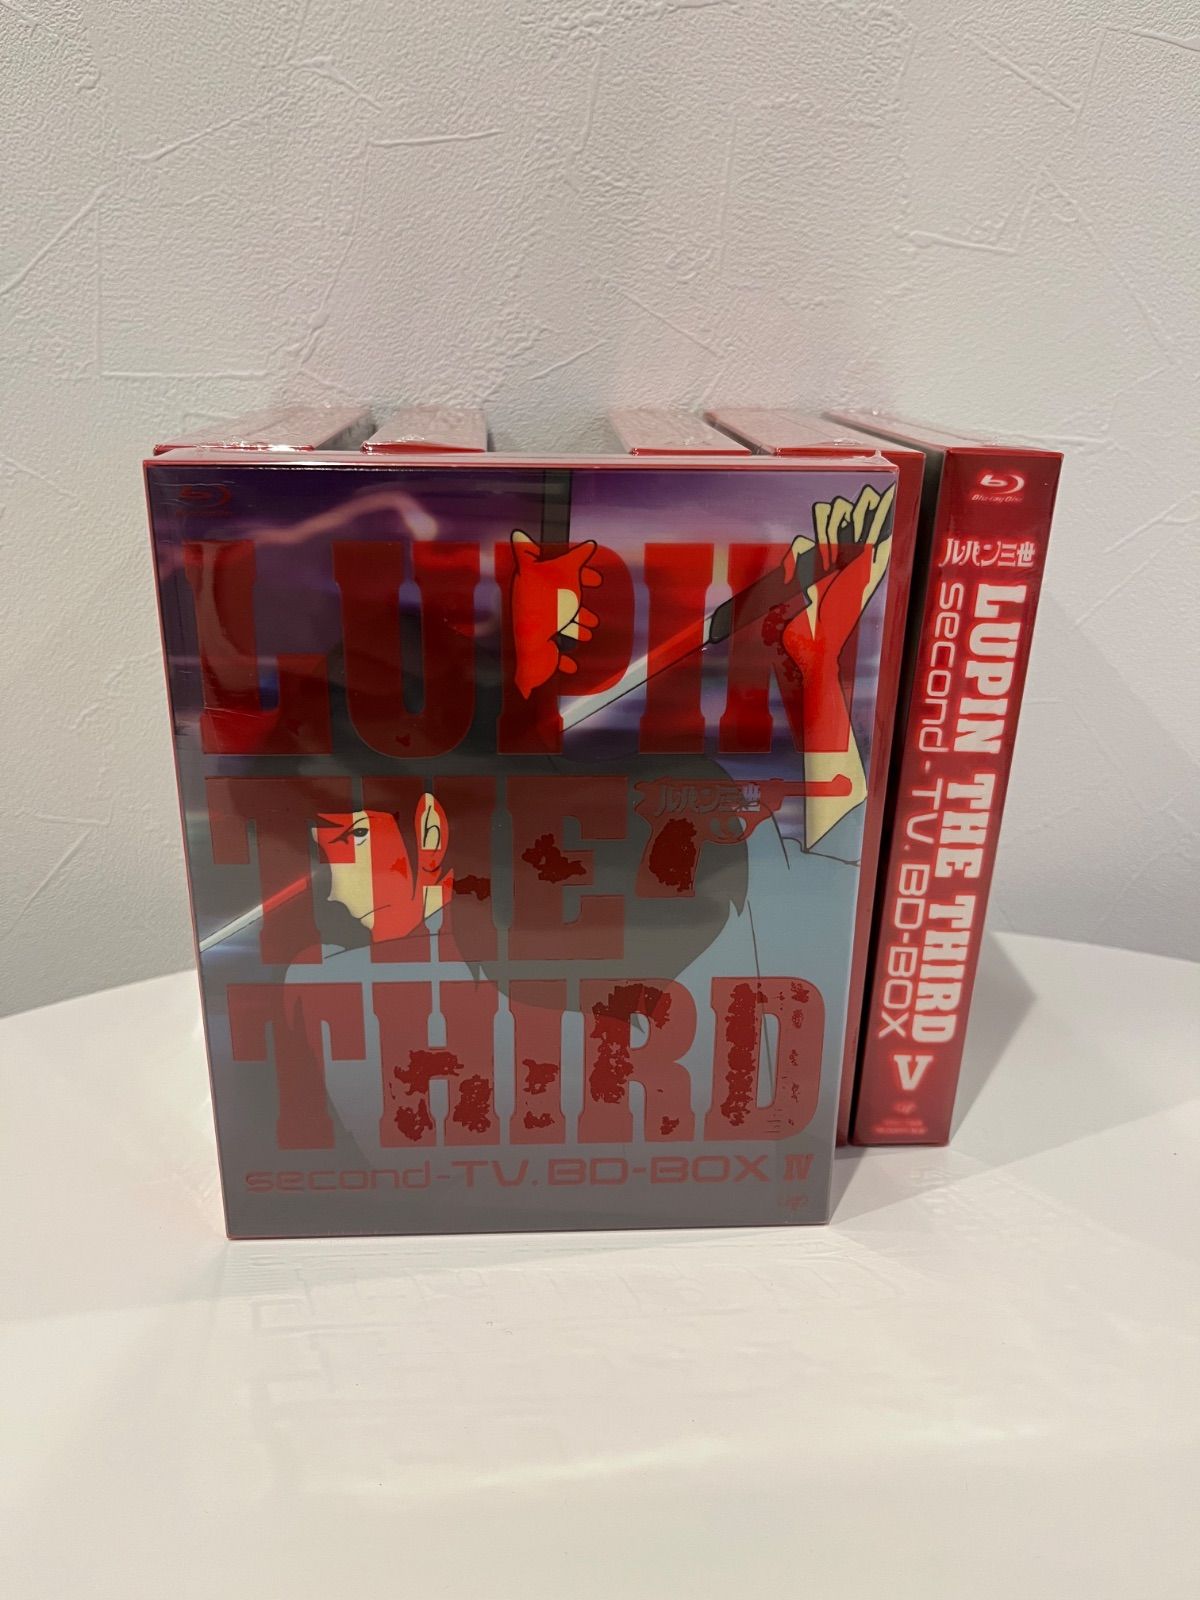 LUPIN
THE
ルパン三世
THIRD
second-TV.BD-BOX IV
Blu-ray Disc
ルパン三世
LUPIN THE THIRD
second-TV.BD-BOX
V